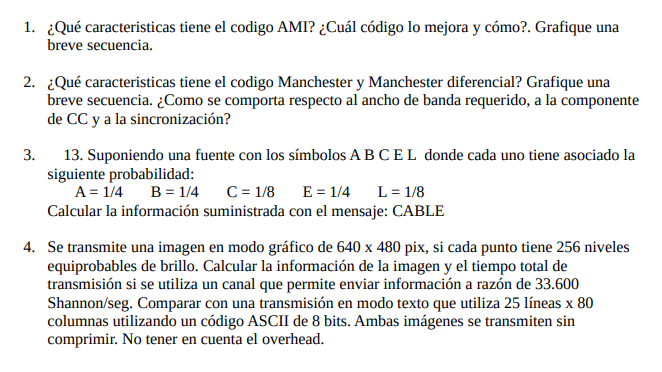 1. ¿Qué caracteristicas tiene el codigo AMI? ¿Cuál código lo mejora y cómo?. Grafique una
breve secuencia.
2. ¿Qué caracteristicas tiene el codigo Manchester y Manchester diferencial? Grafique una
breve secuencia. ¿Como se comporta respecto al ancho de banda requerido, a la componente
de CC y a la sincronización?
3. 13. Suponiendo una fuente con los símbolos A B C E L donde cada uno tiene asociado la
siguiente probabilidad:
A = 1/4 B = 1/4 C = 1/8 E = 1/4 L = 1/8
Calcular la información suministrada con el mensaje: CABLE
4. Se transmite una imagen en modo gráfico de 640 x 480 pix, si cada punto tiene 256 niveles
equiprobables de brillo. Calcular la información de la imagen y el tiempo total de
transmisión si se utiliza un canal que permite enviar información a razón de 33.600
Shannon/seg. Comparar con una transmisión en modo texto que utiliza 25 líneas x 80
columnas utilizando un código ASCII de 8 bits. Ambas imágenes se transmiten sin
comprimir. No tener en cuenta el overhead.